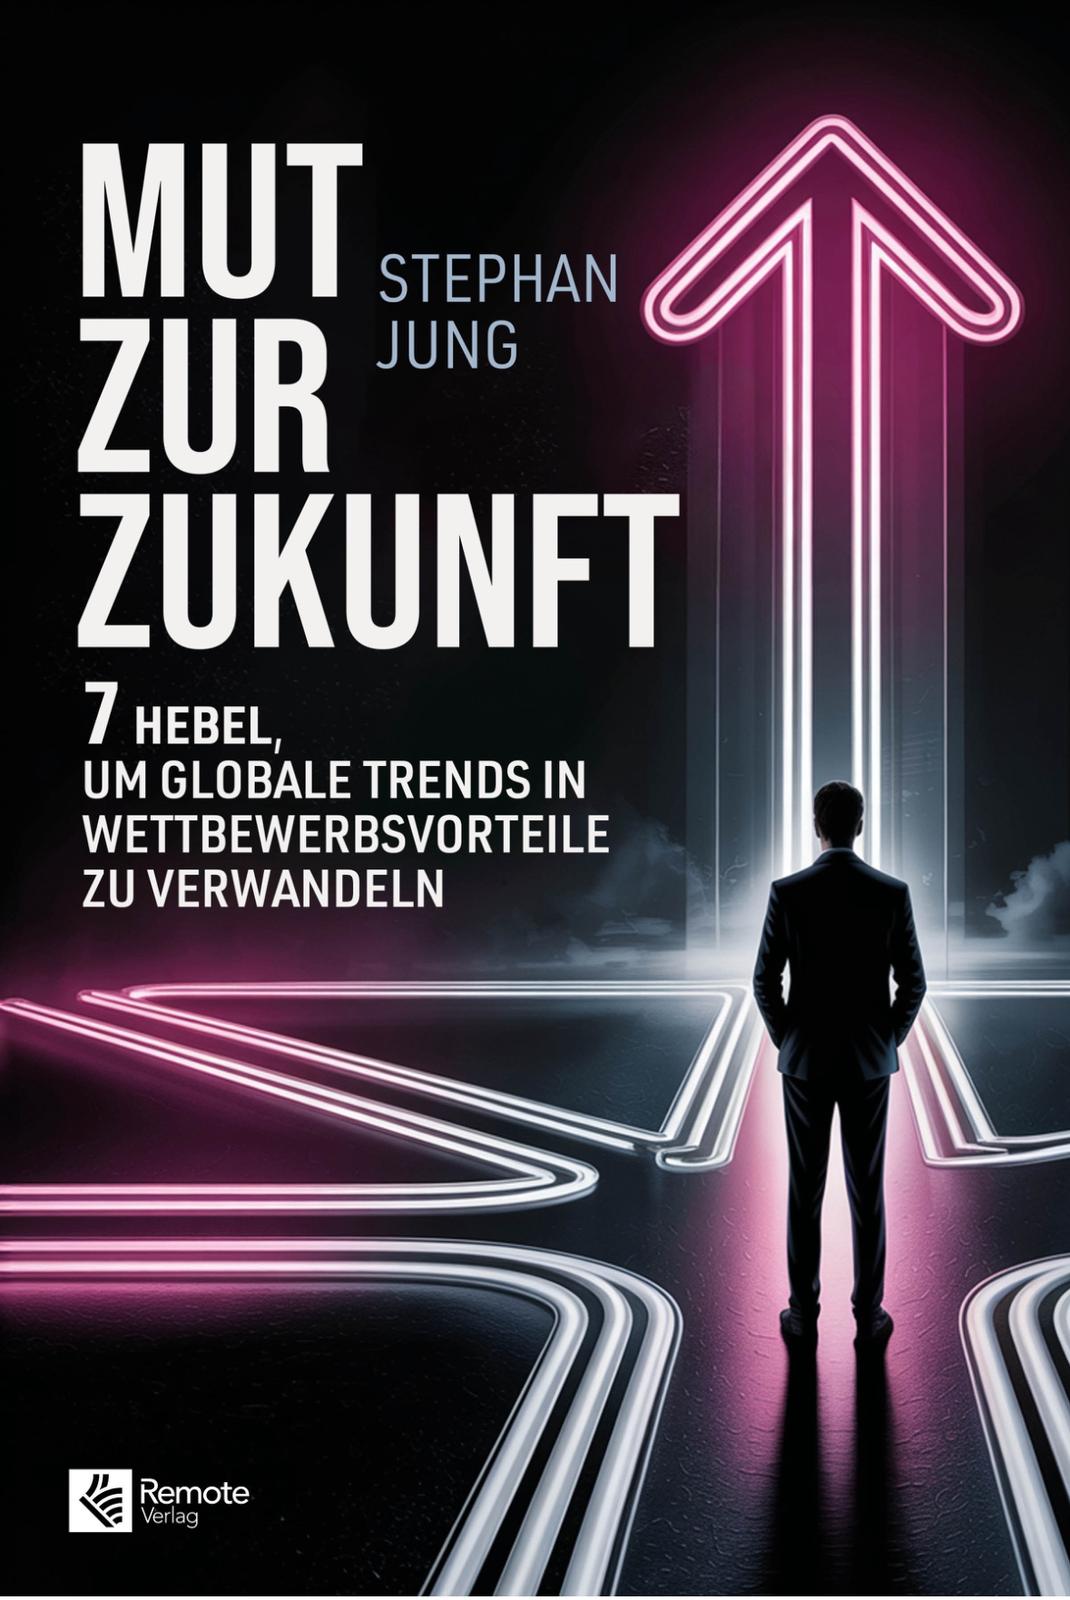 MUT
ZUR
ZUKUNFT
STEPHAN
JUNG
7 HEBEL,
UM GLOBALE TRENDS IN
WETTBEWERBSVORTEILE
ZU VERWANDELN
Remote
Verlag